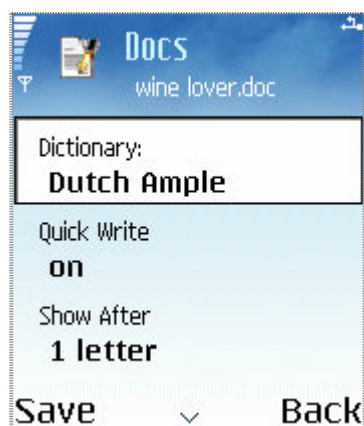 Docs
wine lover.doc
Dictionary:
Dutch Ample
Quick Write
on
Show After
1 letter
Save
Back